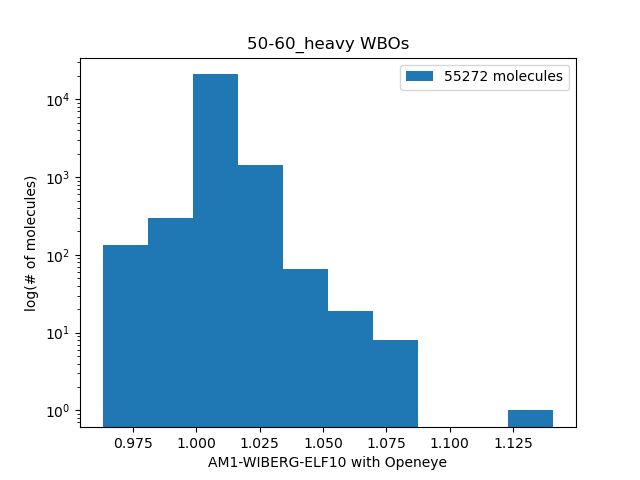 50-60_heavy WBOs
55272 molecules
log(# of molecules)
10⁴
10³
10²
10¹
10⁰
0.975 1.000 1.025 1.050 1.075 1.100 1.125
AM1-WIBERG-ELF10 with Openeye